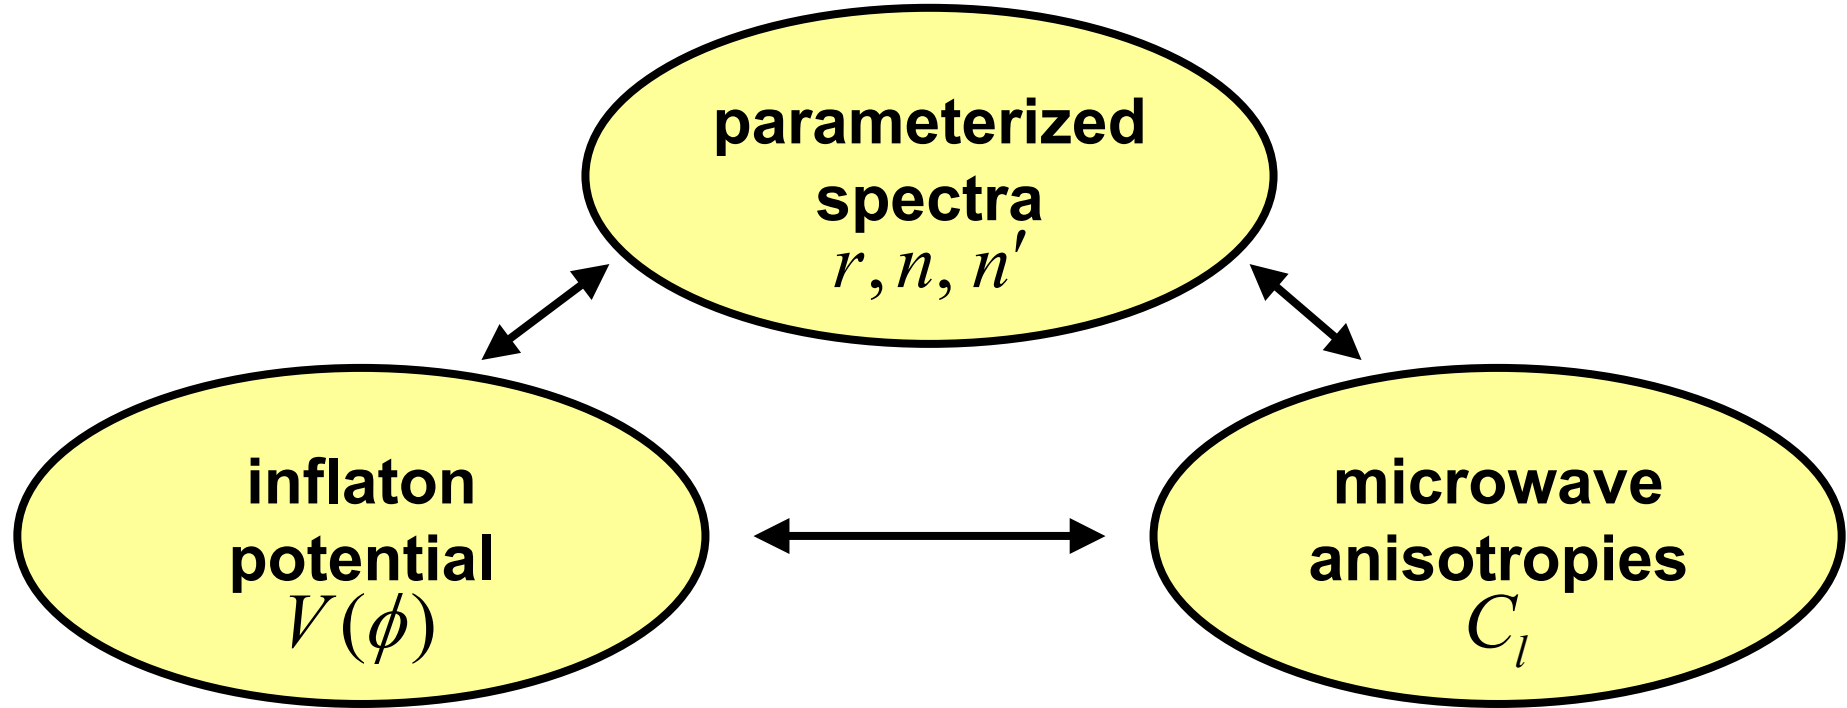 parameterized
spectra
r, n, n′
inflaton
potential
V(ϕ)
microwave
anisotropies
C_l